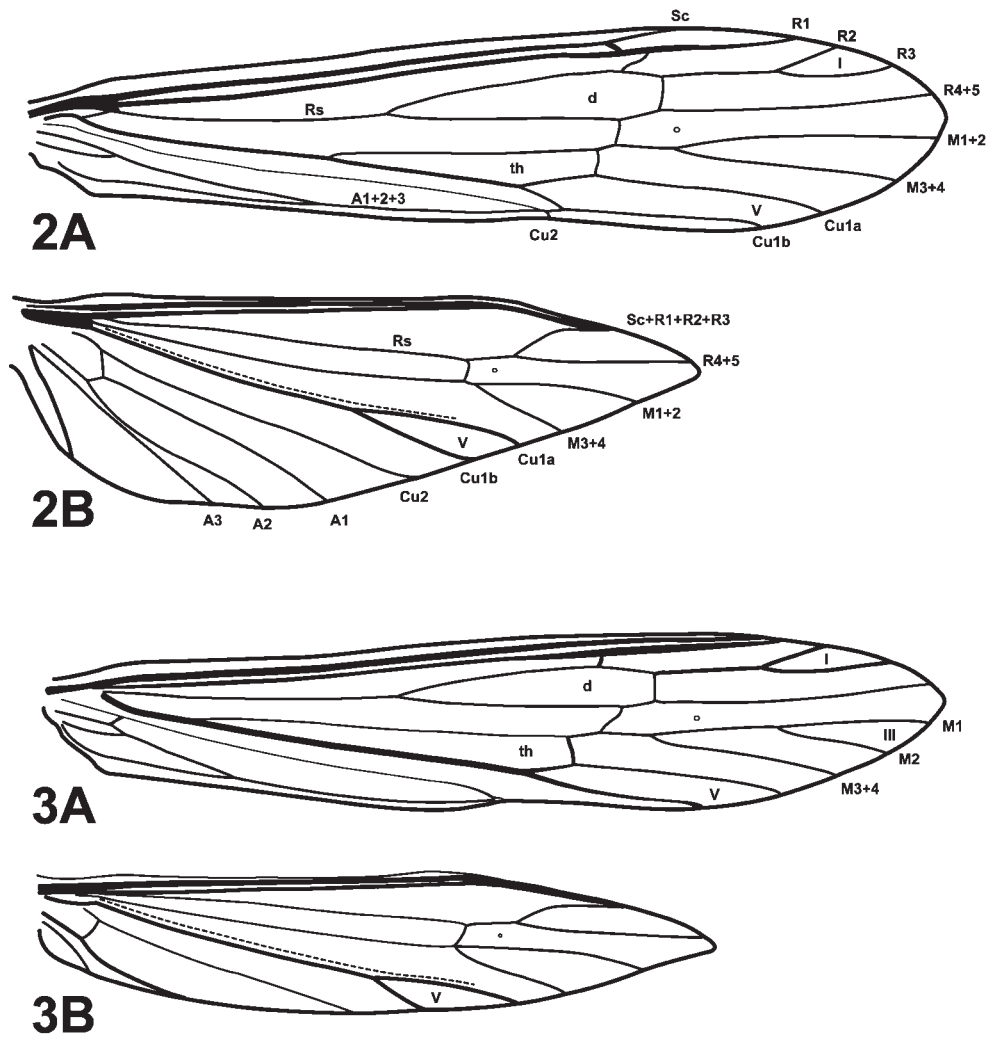 Sc
R1
R2
R3
I
R4+5
d
Rs
M1+2
th
M3+4
A1+2+3
V
Cu1a
2A
Cu2
Cu1b
Sc+R1+R2+R3
Rs
R4+5
M1+2
V
M3+4
Cu1a
Cu1b
Cu2
2B
A3
A2
A1
I
d
M1
III
th
M2
M3+4
V
3A
V
3B